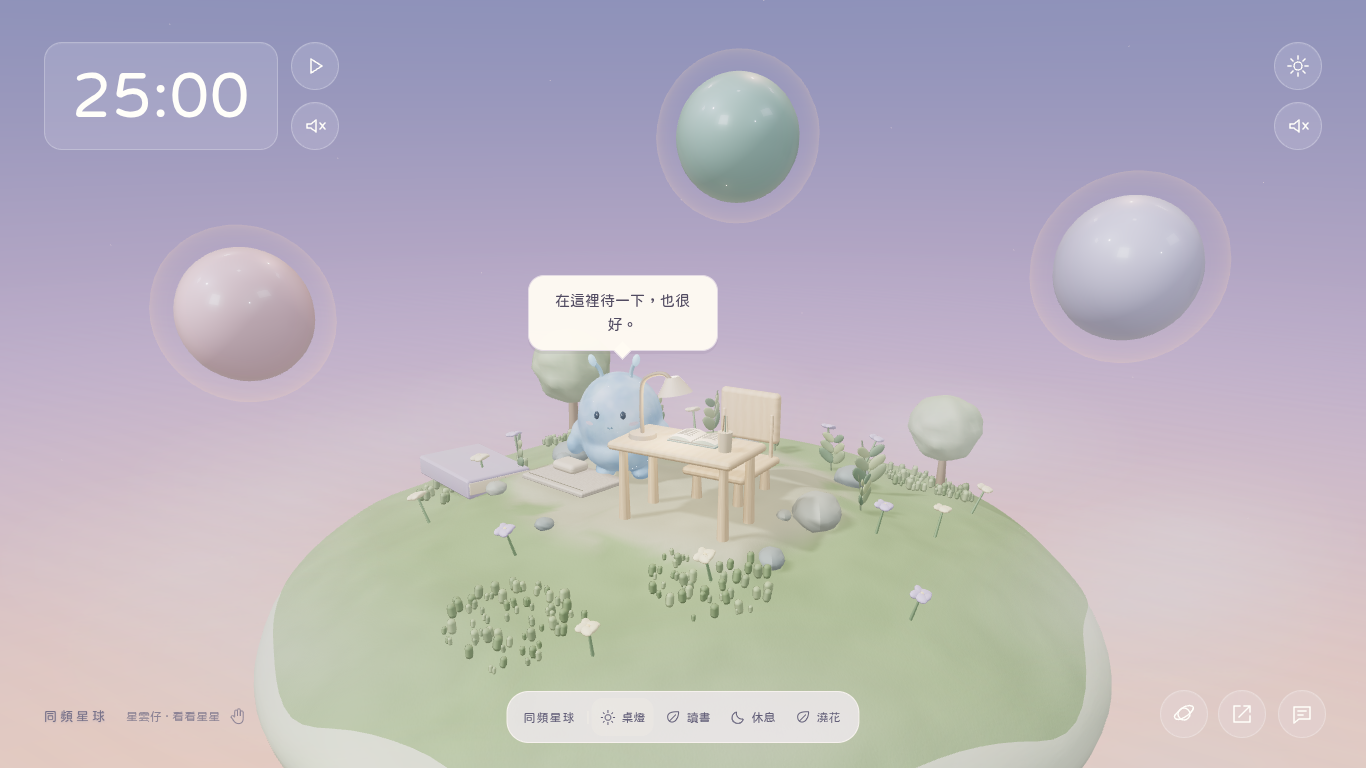 25:00
在這裡待一下，也很
好。
同頻星球
星雲仔·看看星星
同頻星球
桌燈
讀書
休息
澆花